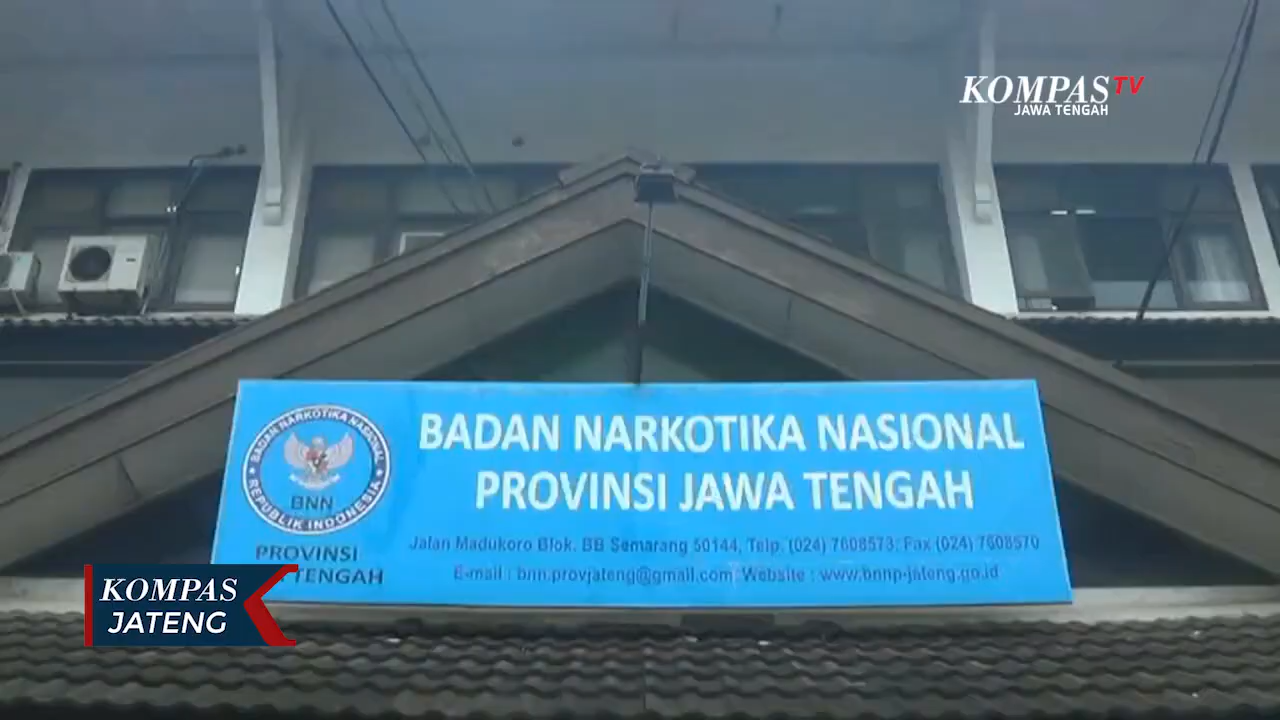 KOMPAS TV
JAWA TENGAH
BADAN NARKOTIKA NASIONAL
PROVINSI JAWA TENGAH
BADAN NARKOTIKA NASIONAL
BNN
REPUBLIK INDONESIA
PROVINSI
TENGAH
Jalan Madukoro Blok. BB Semarang 50144, Telp. (024) 7608573; Fax (024) 7608570
E-mail : bnn.provjateng@gmail.com Website : www.bnnp-jateng.go.id
KOMPAS
JATENG